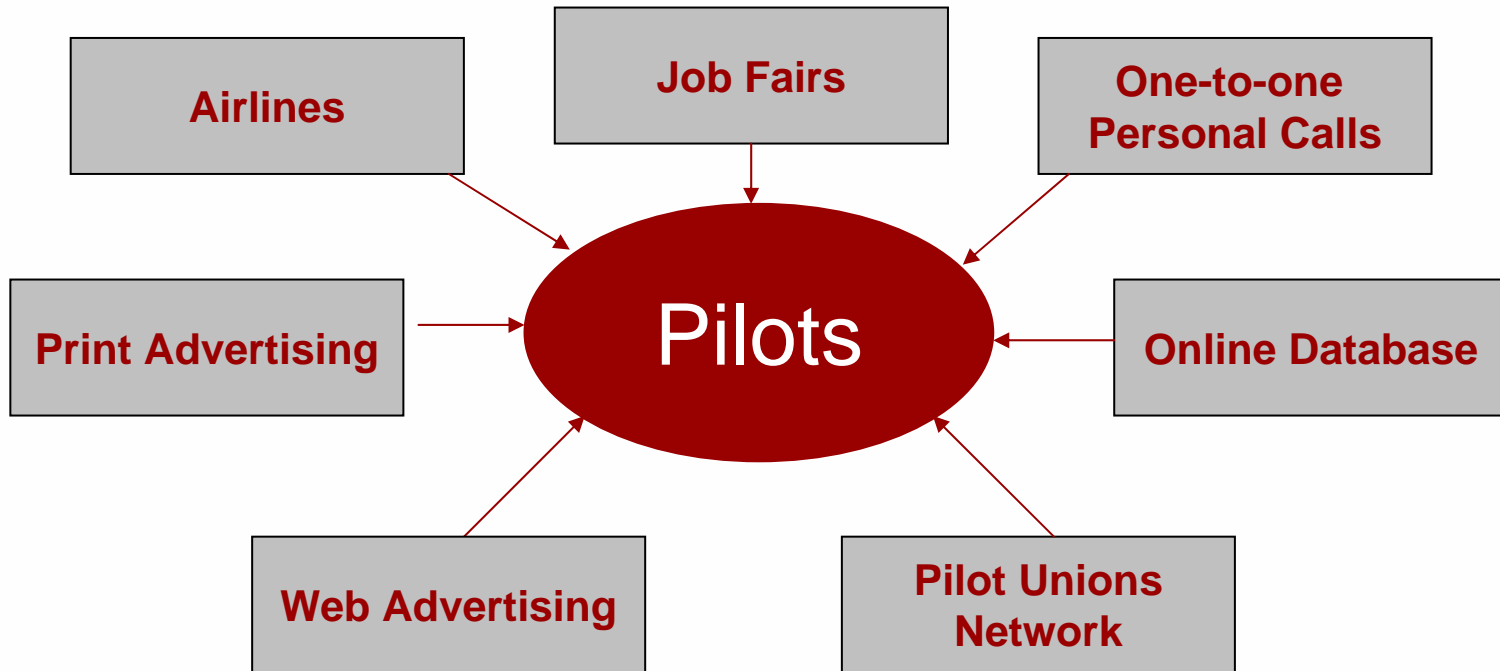 Airlines
Job Fairs
One-to-one
Personal Calls
Print Advertising
Pilots
Online Database
Web Advertising
Pilot Unions
Network